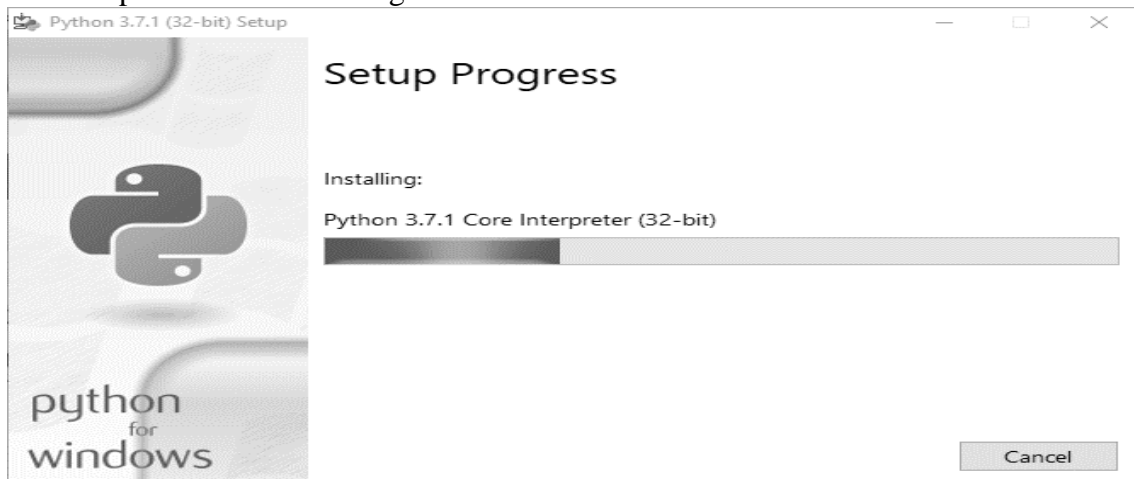 Python 3.7.1 (32-bit) Setup
Setup Progress
Installing:
Python 3.7.1 Core Interpreter (32-bit)
python
for
windows
Cancel